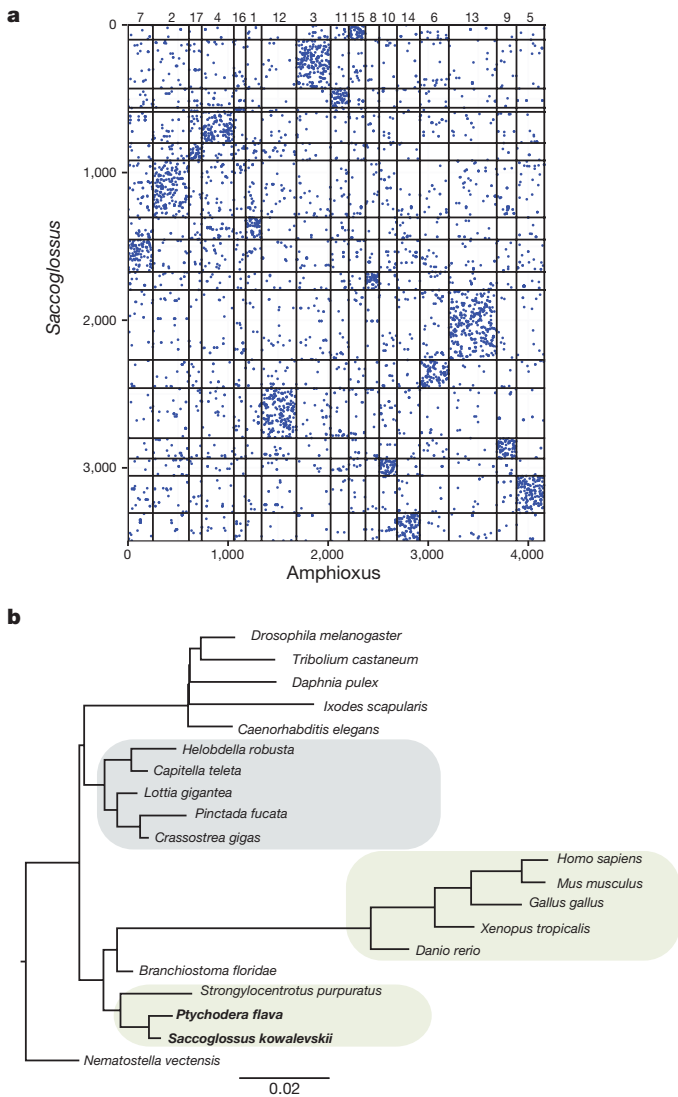 a
7 2 17 4 16 1 12 3 11 15 8 10 14 6 13 9 5
0
1,000
2,000
3,000
Saccoglossus
0 1,000 2,000 3,000 4,000
Amphioxus
b
Drosophila melanogaster
Tribolium castaneum
Daphnia pulex
Ixodes scapularis
Caenorhabditis elegans
Helobdella robusta
Capitella teleta
Lottia gigantea
Pinctada fucata
Crassostrea gigas
Homo sapiens
Mus musculus
Gallus gallus
Xenopus tropicalis
Danio rerio
Branchiostoma floridae
Strongylocentrotus purpuratus
Ptychodera flava
Saccoglossus kowalevskii
Nematostella vectensis
0.02